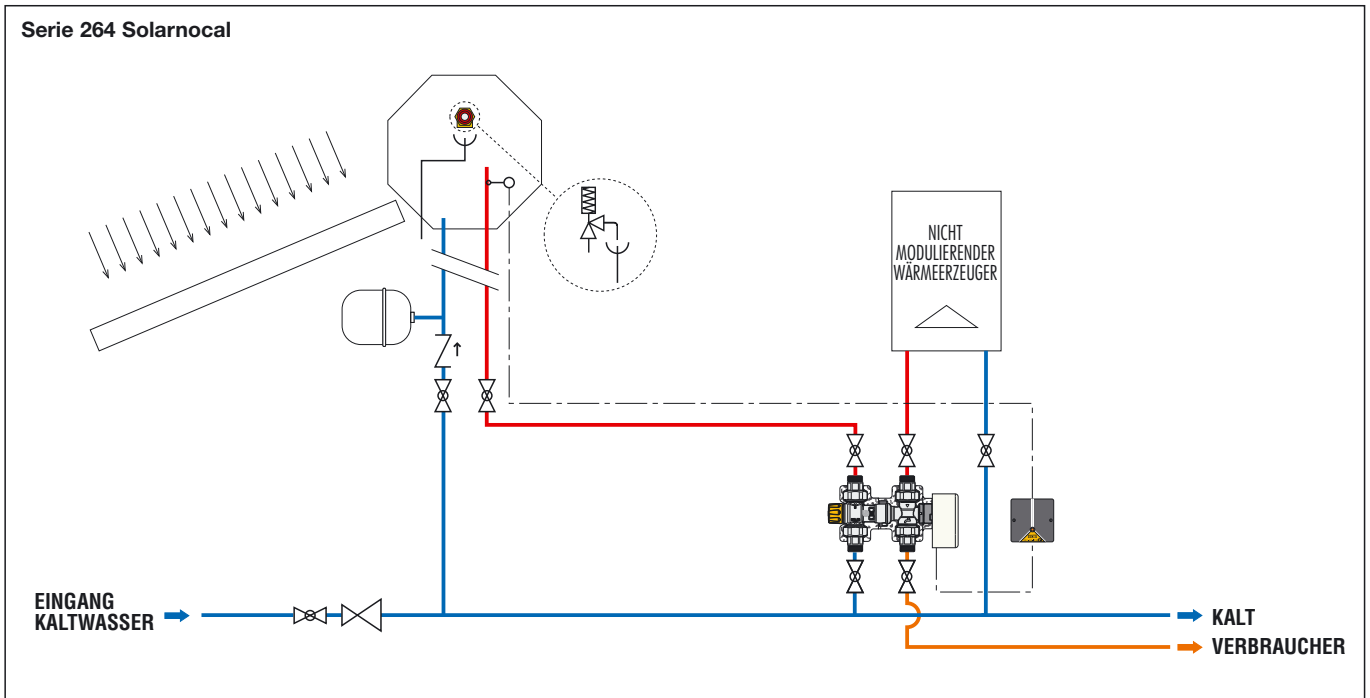 Serie 264 Solarnocal
NICHT
MODULIERENDER
WÄRMEERZEUGER
EINGANG
KALTWASSER
KALT
VERBRAUCHER